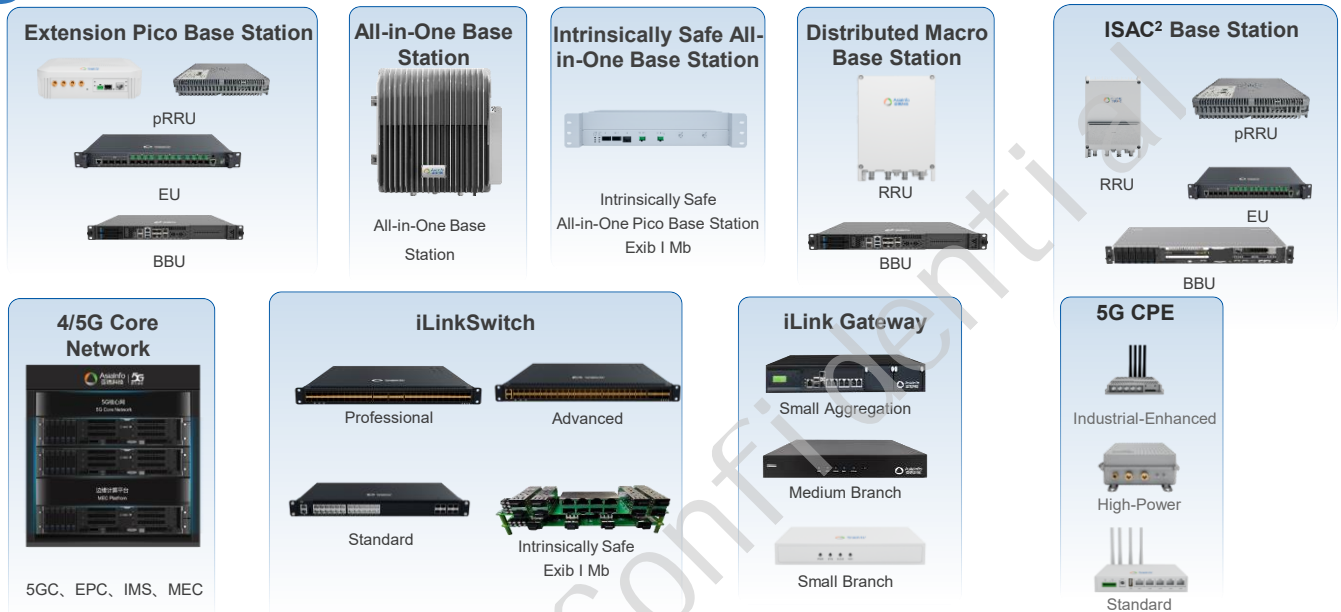 Extension Pico Base Station
pRRU
EU
BBU
All-in-One Base
Station
All-in-One Base
Station
Intrinsically Safe All-
in-One Base Station
Intrinsically Safe
All-in-One Pico Base Station
Exib I Mb
Distributed Macro
Base Station
RRU
BBU
ISAC² Base Station
RRU
pRRU
EU
BBU
4/5G Core
Network
AsiaInfo
亚信科技
5G
5G核心网
5G Core Network
边缘计算平台
MEC Platform
5GC、EPC、IMS、MEC
iLinkSwitch
Professional
Advanced
Standard
Intrinsically Safe
Exib I Mb
iLink Gateway
Small Aggregation
Medium Branch
Small Branch
5G CPE
Industrial-Enhanced
High-Power
Standard
Confidential